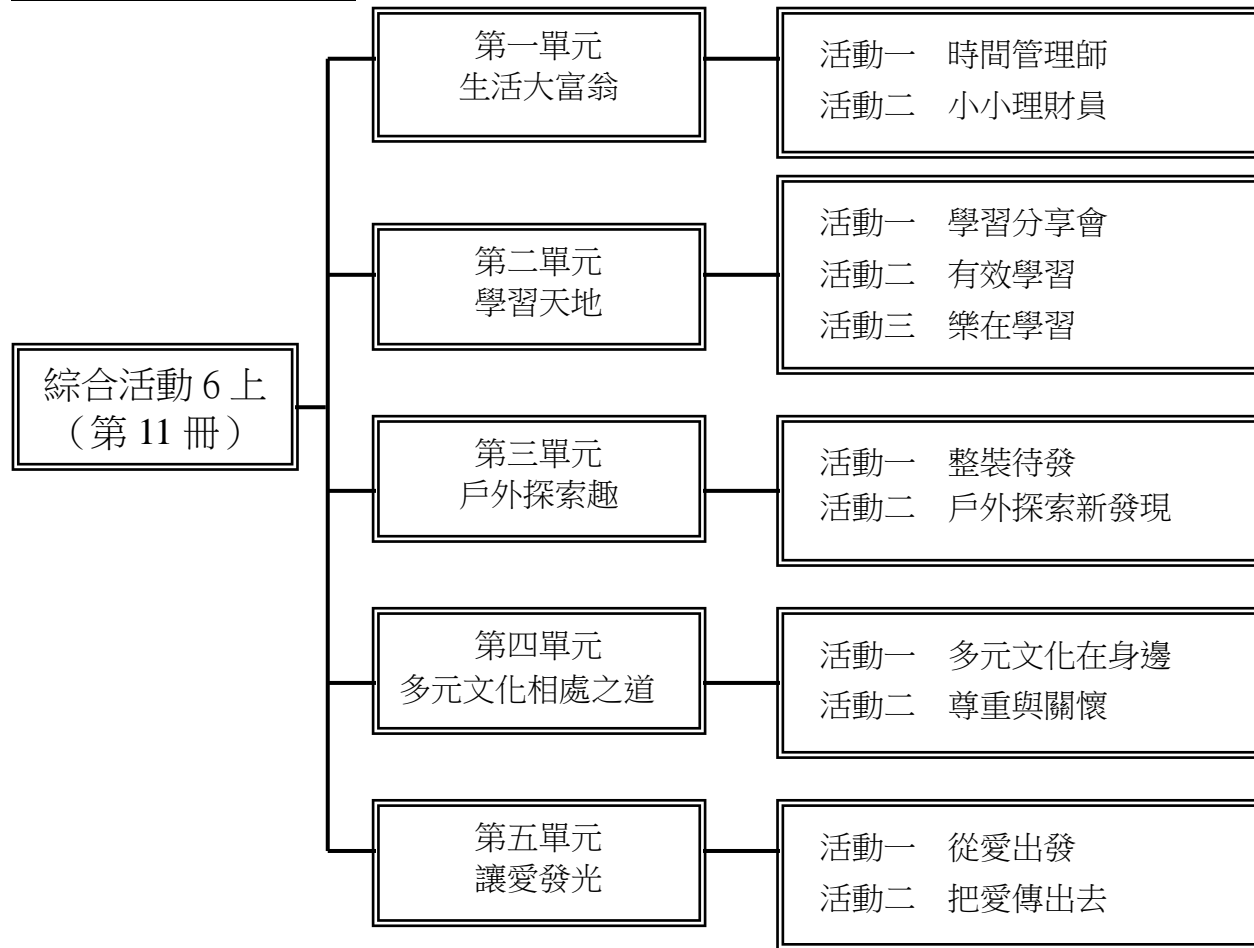 綜合活動 6 上
（第 11 冊）
第一單元
生活大富翁
活動一　時間管理師
活動二　小小理財員
第二單元
學習天地
活動一　學習分享會
活動二　有效學習
活動三　樂在學習
第三單元
戶外探索趣
活動一　整裝待發
活動二　戶外探索新發現
第四單元
多元文化相處之道
活動一　多元文化在身邊
活動二　尊重與關懷
第五單元
讓愛發光
活動一　從愛出發
活動二　把愛傳出去